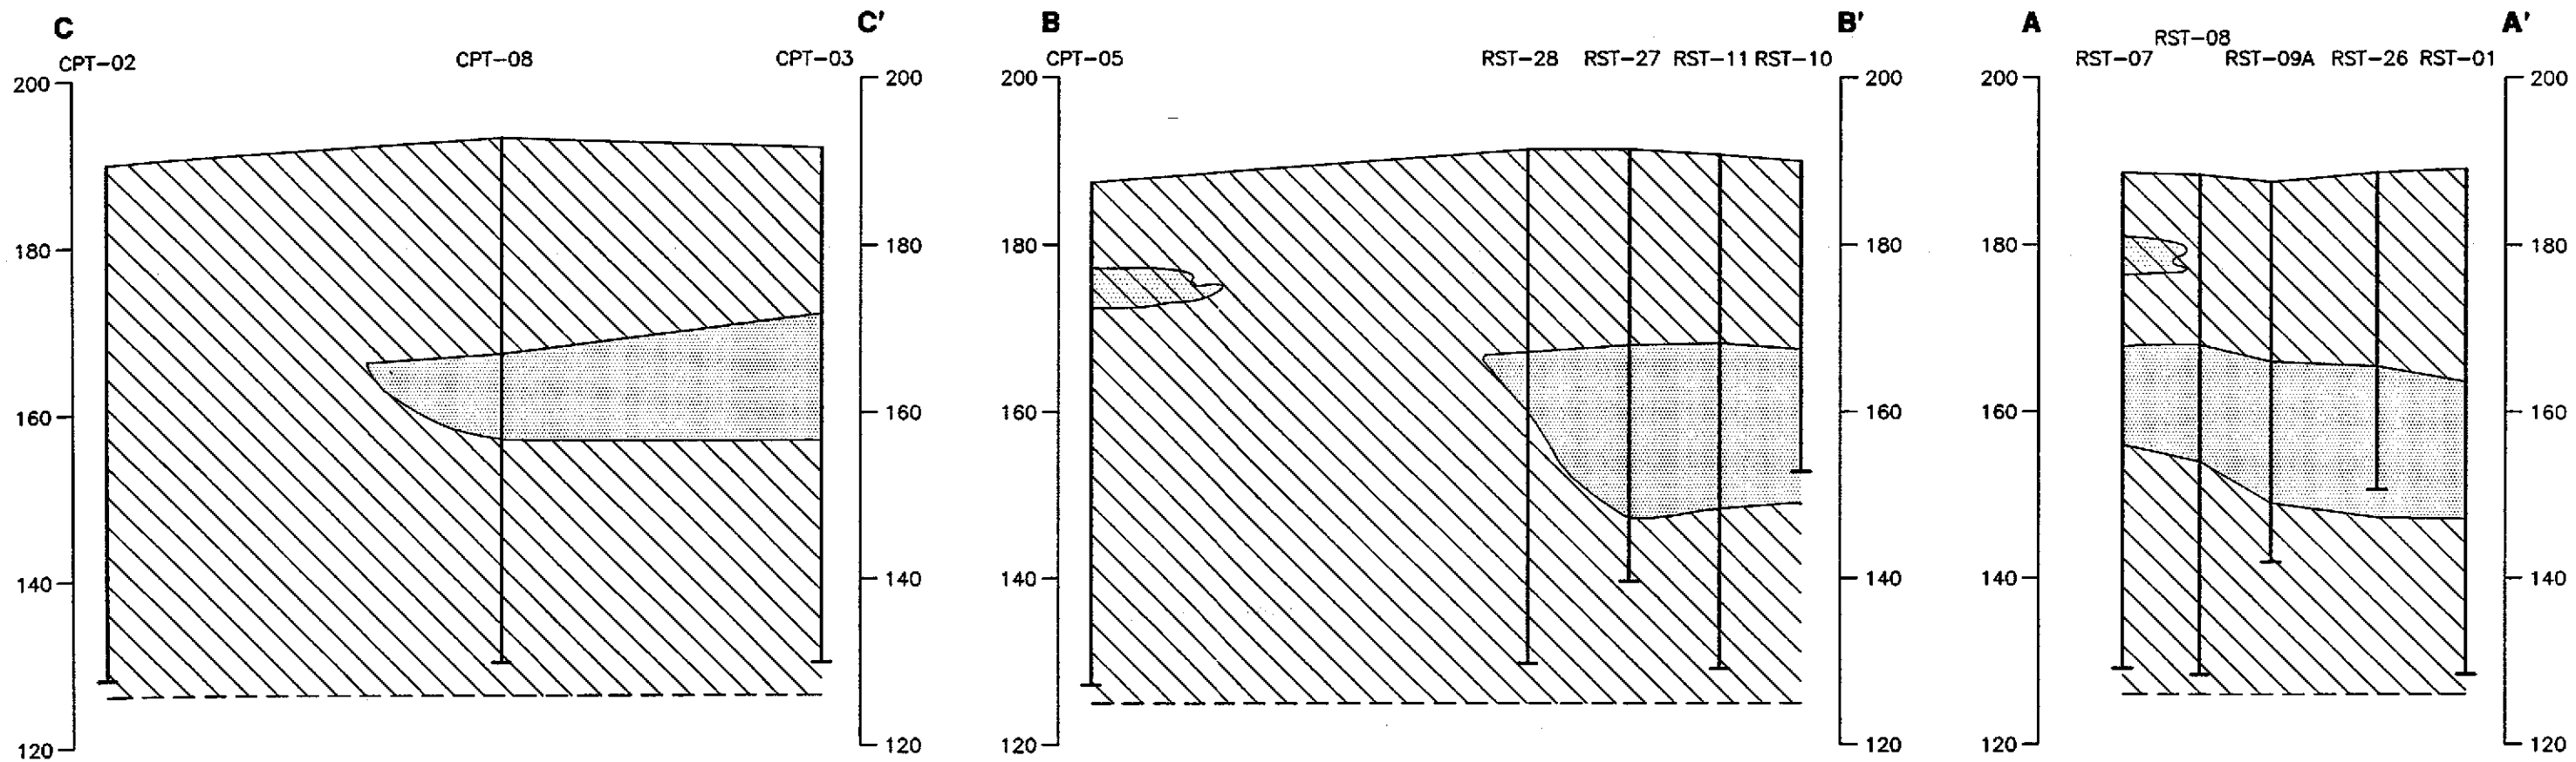 C C'
CPT-02 CPT-08 CPT-03
200 200
180 180
160 160
140 140
120 120
B B'
CPT-05 RST-28 RST-27 RST-11 RST-10
200 200
180 180
160 160
140 140
120 120
A A'
RST-08
RST-07 RST-09A RST-26 RST-01
200 200
180 180
160 160
140 140
120 120